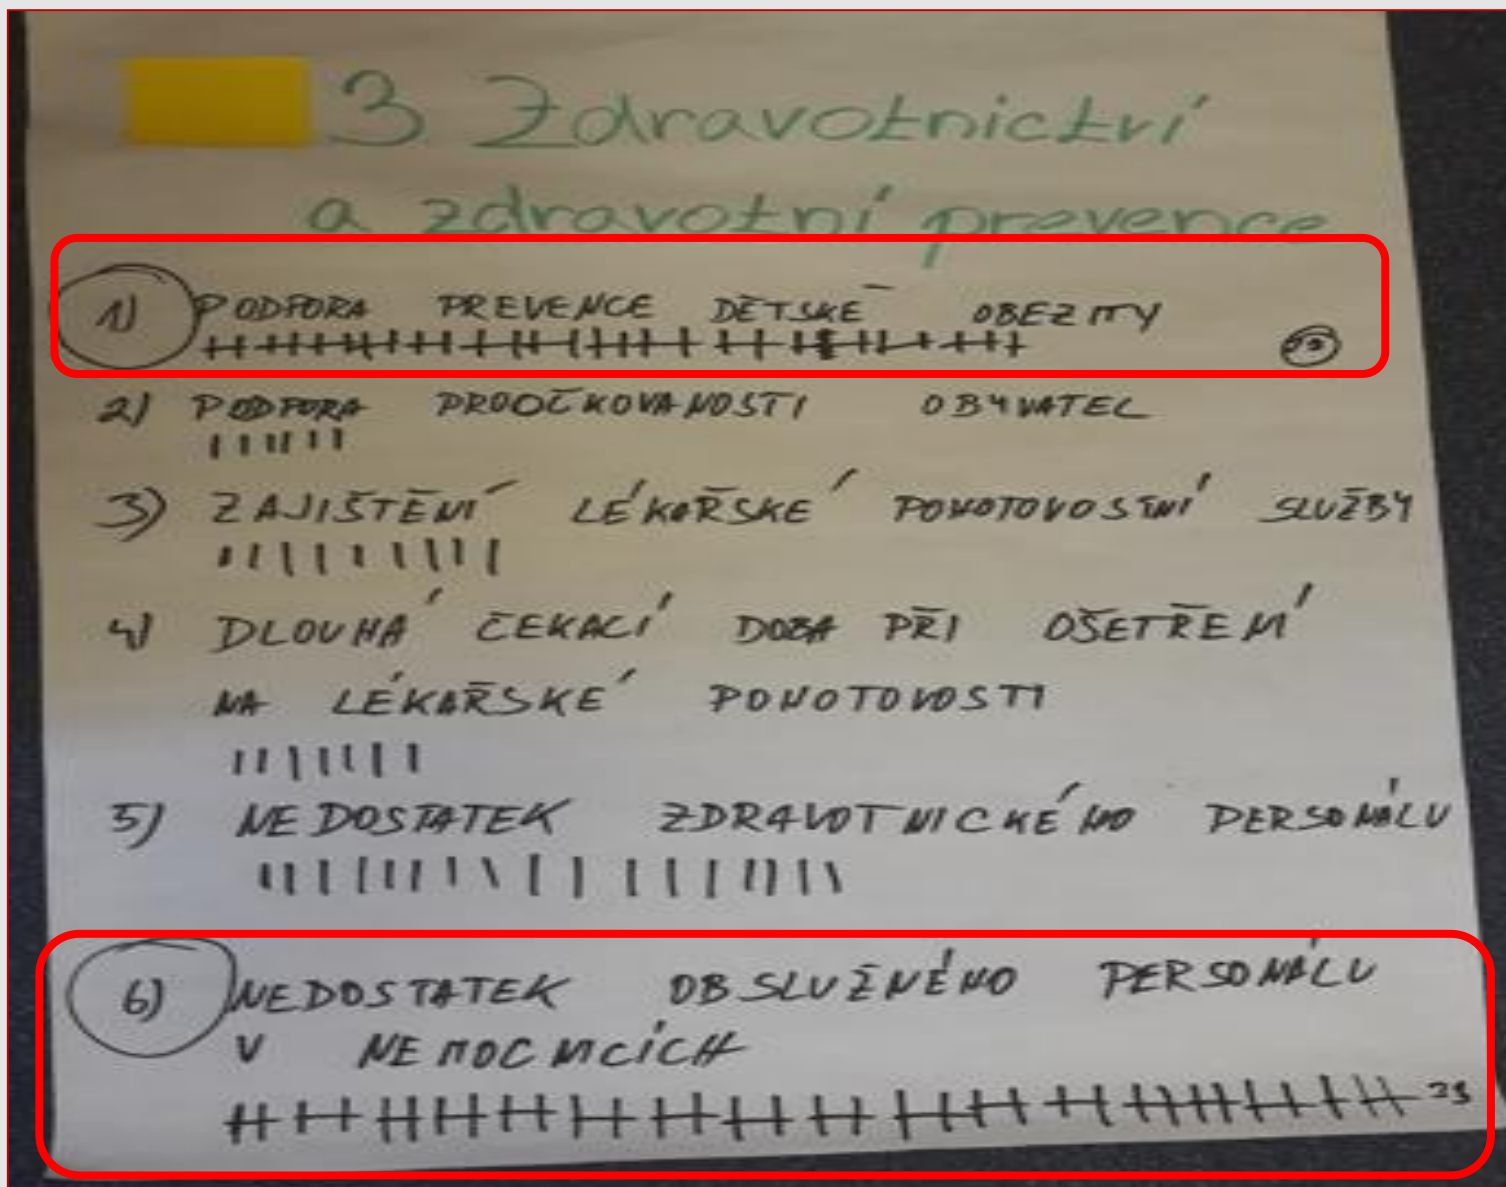 3. Zdravotnictví
a zdravotní prevence
1) PODPORA PREVENCE DĚTSKÉ OBEZITY
2) PODPORA PROOČKOVANOSTI OBYVATEL
3) ZAJIŠTĚNÍ LÉKAŘSKÉ POHOTOVOSTNÍ SLUŽBY
4) DLOUHÁ ČEKACÍ DOBA PŘI OŠETŘENÍ
NA LÉKAŘSKÉ POHOTOVOSTI
5) NEDOSTATEK ZDRAVOTNICKÉHO PERSONÁLU
6) NEDOSTATEK OBSLUŽNÉHO PERSONÁLU
V NEMOCNICÍCH